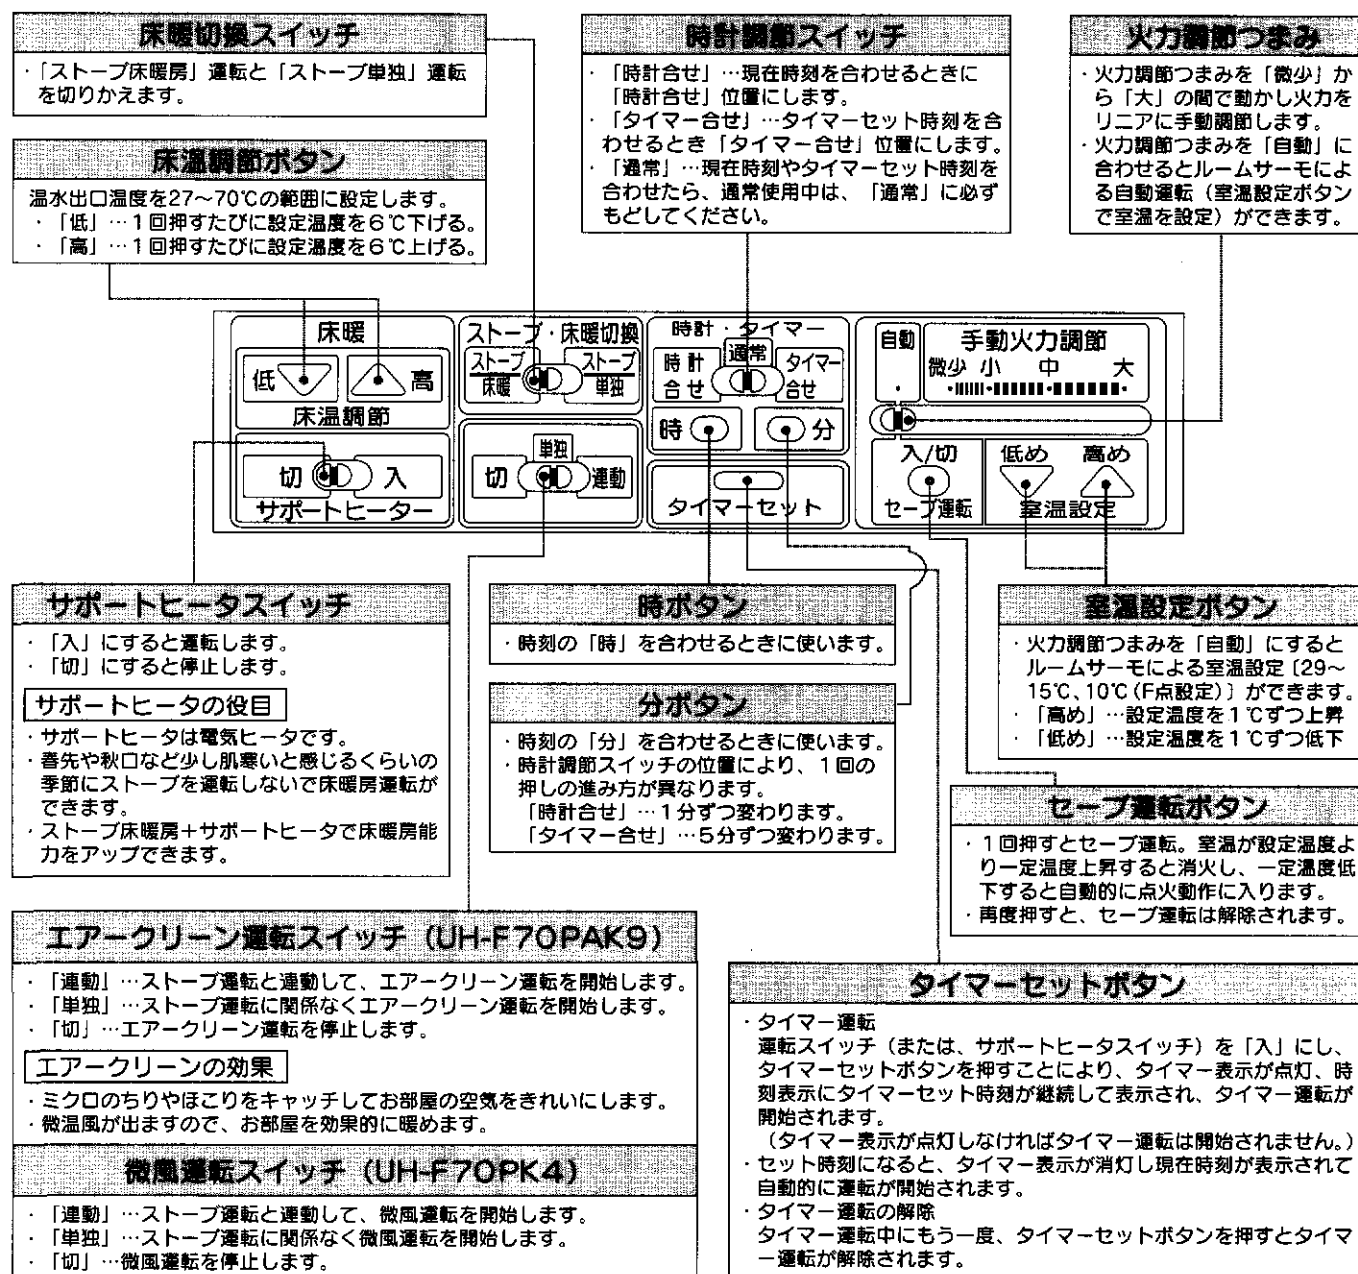 床暖切換スイッチ
・「ストーブ床暖房」運転と「ストーブ単独」運転
を切りかえます。
床温調節ボタン
温水出口温度を27〜70℃の範囲に設定します。
・「低」…1回押すたびに設定温度を6℃下げる。
・「高」…1回押すたびに設定温度を6℃上げる。
時計調節スイッチ
・「時計合せ」…現在時刻を合わせるときに
「時計合せ」位置にします。
・「タイマー合せ」…タイマーセット時刻を合
わせるとき「タイマー合せ」位置にします。
・「通常」…現在時刻やタイマーセット時刻を
合わせたら、通常使用中は、「通常」に必ず
もどしてください。
火力調節つまみ
・火力調節つまみを「微少」か
ら「大」の間で動かし火力を
リニアに手動調節します。
・火力調節つまみを「自動」に
合わせるとルームサーモによ
る自動運転（室温設定ボタン
で室温を設定）ができます。
床暖
低 高
床温調節
切 入
サポートヒーター
ストーブ・床暖切換
ストーブ ストーブ
床暖 単独
単独
切 連動
時計・タイマー
通常
時計 タイマー
合せ 合せ
時 分
タイマーセット
自動 手動火力調節
微少 小 中 大
入/切 低め 高め
セーブ運転 室温設定
サポートヒータスイッチ
・「入」にすると運転します。
・「切」にすると停止します。
サポートヒータの役目
・サポートヒータは電気ヒータです。
・春先や秋口など少し肌寒いと感じるくらいの
季節にストーブを運転しないで床暖房運転が
できます。
・ストーブ床暖房＋サポートヒータで床暖房能
力をアップできます。
時ボタン
・時刻の「時」を合わせるときに使います。
分ボタン
・時刻の「分」を合わせるときに使います。
・時計調節スイッチの位置により、1回の
押しの進み方が異なります。
「時計合せ」…1分ずつ変わります。
「タイマー合せ」…5分ずつ変わります。
室温設定ボタン
・火力調節つまみを「自動」にすると
ルームサーモによる室温設定〔29〜
15℃、10℃(F点設定)〕ができます。
・「高め」…設定温度を1℃ずつ上昇
・「低め」…設定温度を1℃ずつ低下
セーブ運転ボタン
・1回押すとセーブ運転。室温が設定温度よ
り一定温度上昇すると消火し、一定温度低
下すると自動的に点火動作に入ります。
・再度押すと、セーブ運転は解除されます。
エアークリーン運転スイッチ（UH-F70PAK9）
・「連動」…ストーブ運転と連動して、エアークリーン運転を開始します。
・「単独」…ストーブ運転に関係なくエアークリーン運転を開始します。
・「切」…エアークリーン運転を停止します。
エアークリーンの効果
・ミクロのちりやほこりをキャッチしてお部屋の空気をきれいにします。
・微温風が出ますので、お部屋を効果的に暖めます。
微風運転スイッチ（UH-F70PK4）
・「連動」…ストーブ運転と連動して、微風運転を開始します。
・「単独」…ストーブ運転に関係なく微風運転を開始します。
・「切」…微風運転を停止します。
タイマーセットボタン
・タイマー運転
運転スイッチ（または、サポートヒータスイッチ）を「入」にし、
タイマーセットボタンを押すことにより、タイマー表示が点灯、時
刻表示にタイマーセット時刻が継続して表示され、タイマー運転が
開始されます。
（タイマー表示が点灯しなければタイマー運転は開始されません。）
・セット時刻になると、タイマー表示が消灯し現在時刻が表示されて
自動的に運転が開始されます。
・タイマー運転の解除
タイマー運転中にもう一度、タイマーセットボタンを押すとタイマ
ー運転が解除されます。